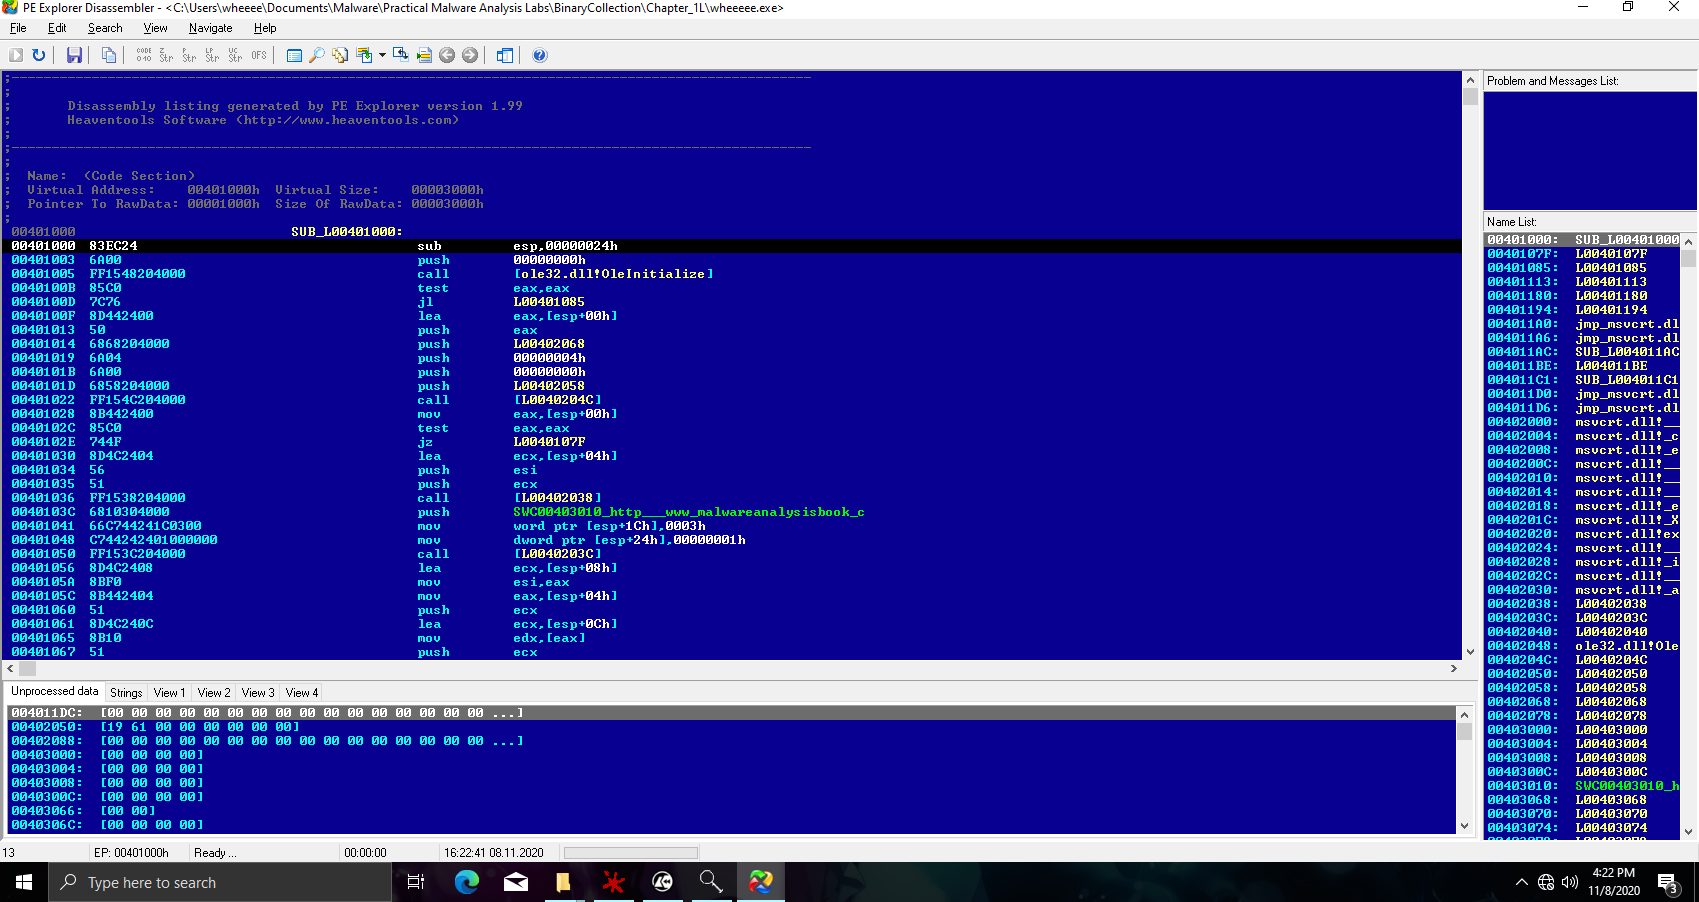 PE Explorer Disassembler - <C:\Users\wheeee\Documents\Malware\Practical Malware Analysis Labs\BinaryCollection\Chapter_1L\wheeeee.exe>
File Edit Search View Navigate Help
;
; Disassembly listing generated by PE Explorer version 1.99
; Heaventools Software (http://www.heaventools.com)
;
; Name: (Code Section)
; Virtual Address: 00401000h Virtual Size: 00003000h
; Pointer To RawData: 00001000h Size Of RawData: 00003000h
;
00401000 SUB_L00401000:
00401000 83EC24 sub esp,00000024h
00401003 6A00 push 00000000h
00401005 FF1548204000 call [ole32.dll!OleInitialize]
0040100B 85C0 test eax,eax
0040100D 7C76 jl L00401085
0040100F 8D442400 lea eax,[esp+00h]
00401013 50 push eax
00401014 6868204000 push L00402068
00401019 6A04 push 00000004h
0040101B 6A00 push 00000000h
0040101D 6858204000 push L00402058
00401022 FF154C204000 call [L0040204C]
00401028 8B442400 mov eax,[esp+00h]
0040102C 85C0 test eax,eax
0040102E 744F jz L0040107F
00401030 8D4C2404 lea ecx,[esp+04h]
00401034 56 push esi
00401035 51 push ecx
00401036 FF1538204000 call [L00402038]
0040103C 6810304000 push SWC00403010_http___www_malwareanalysisbook_c
00401041 66C744241C0300 mov word ptr [esp+1Ch],0003h
00401048 C744242401000000 mov dword ptr [esp+24h],00000001h
00401050 FF153C204000 call [L0040203C]
00401056 8D4C2408 lea ecx,[esp+08h]
0040105A 8BF0 mov esi,eax
0040105C 8B442404 mov eax,[esp+04h]
00401060 51 push ecx
00401061 8D4C240C lea ecx,[esp+0Ch]
00401065 8B10 mov edx,[eax]
00401067 51 push ecx
Problem and Messages List:
Name List:
00401000: SUB_L00401000
0040107F: L0040107F
00401085: L00401085
00401113: L00401113
00401180: L00401180
00401194: L00401194
004011A0: jmp_msvcrt.dl
004011A6: jmp_msvcrt.dl
004011AC: SUB_L004011AC
004011BE: L004011BE
004011C1: SUB_L004011C1
004011D0: jmp_msvcrt.dl
004011D6: jmp_msvcrt.dl
00402000: msvcrt.dll!__
00402004: msvcrt.dll!_c
00402008: msvcrt.dll!_e
0040200C: msvcrt.dll!__
00402010: msvcrt.dll!__
00402014: msvcrt.dll!__
00402018: msvcrt.dll!_e
0040201C: msvcrt.dll!_X
00402020: msvcrt.dll!ex
00402024: msvcrt.dll!__
00402028: msvcrt.dll!_i
0040202C: msvcrt.dll!__
00402030: msvcrt.dll!_a
00402038: L00402038
0040203C: L0040203C
00402040: L00402040
00402048: ole32.dll!Ole
0040204C: L0040204C
00402050: L00402050
00402058: L00402058
00402068: L00402068
00402078: L00402078
00403000: L00403000
00403004: L00403004
00403008: L00403008
0040300C: L0040300C
00403010: SWC00403010_h
00403068: L00403068
00403070: L00403070
00403074: L00403074
Unprocessed data Strings View 1 View 2 View 3 View 4
004011DC: [00 00 00 00 00 00 00 00 00 00 00 00 00 00 00 00 ...]
00402050: [19 61 00 00 00 00 00 00]
00402088: [00 00 00 00 00 00 00 00 00 00 00 00 00 00 00 00 ...]
00403000: [00 00 00 00]
00403004: [00 00 00 00]
00403008: [00 00 00 00]
0040300C: [00 00 00 00]
00403066: [00 00]
0040306C: [00 00 00 00]
13 EP: 00401000h Ready ... 00:00:00 16:22:41 08.11.2020
Type here to search
4:22 PM
11/8/2020
3